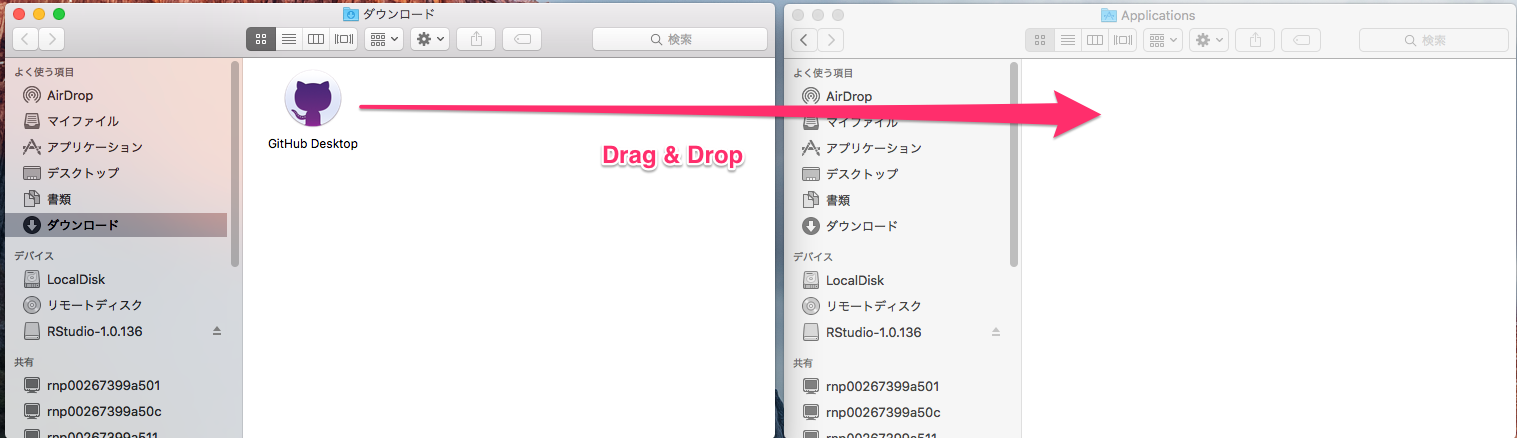 ダウンロード
検索
よく使う項目
AirDrop
マイファイル
アプリケーション
デスクトップ
書類
ダウンロード
デバイス
LocalDisk
リモートディスク
RStudio-1.0.136
共有
rnp00267399a501
rnp00267399a50c
rnp00267399a511
GitHub Desktop
Drag & Drop
Applications
検索
よく使う項目
AirDrop
マイファイル
アプリケーション
デスクトップ
書類
ダウンロード
デバイス
LocalDisk
リモートディスク
RStudio-1.0.136
共有
rnp00267399a501
rnp00267399a50c
rnp00267399a511